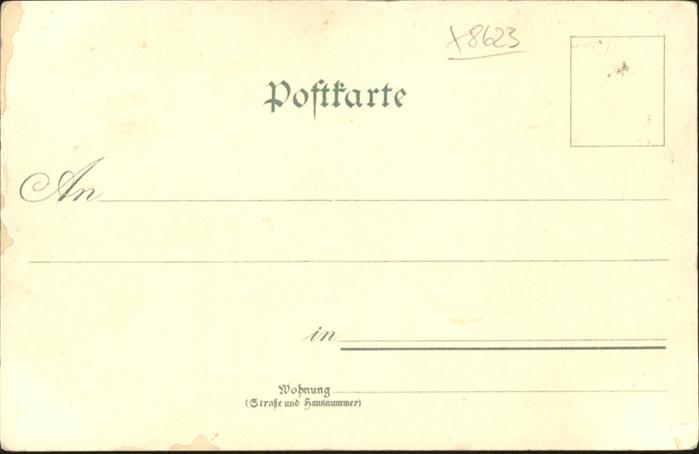 x8623
Postkarte
An
in
Wohnung
(Straße und Hausnummer)